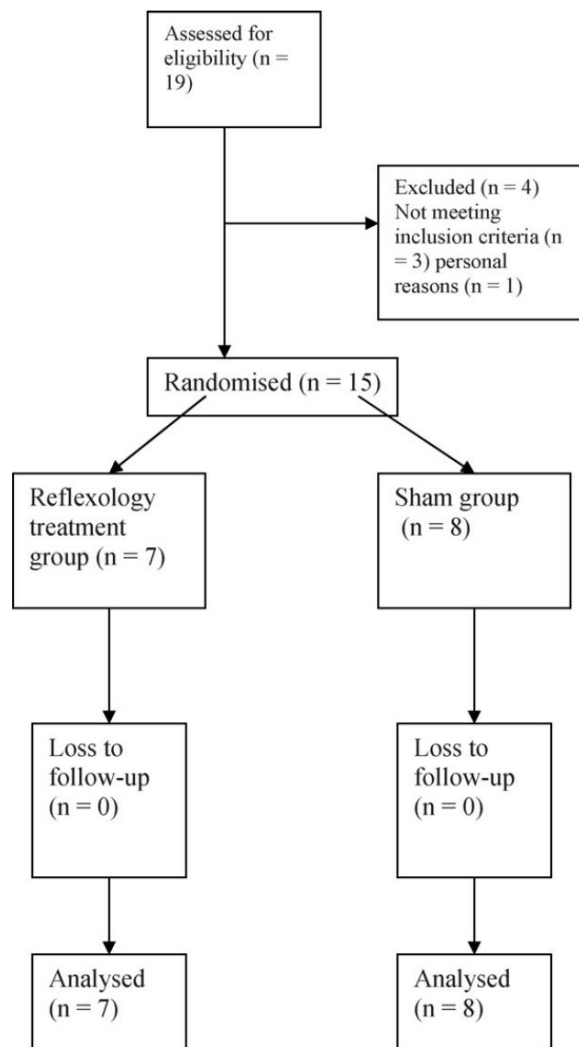 Assessed for
eligibility (n =
19)
Excluded (n = 4)
Not meeting
inclusion criteria (n
= 3) personal
reasons (n = 1)
Randomised (n = 15)
Reflexology
treatment
group (n = 7)
Sham group
(n = 8)
Loss to
follow-up
(n = 0)
Loss to
follow-up
(n = 0)
Analysed
(n = 7)
Analysed
(n = 8)